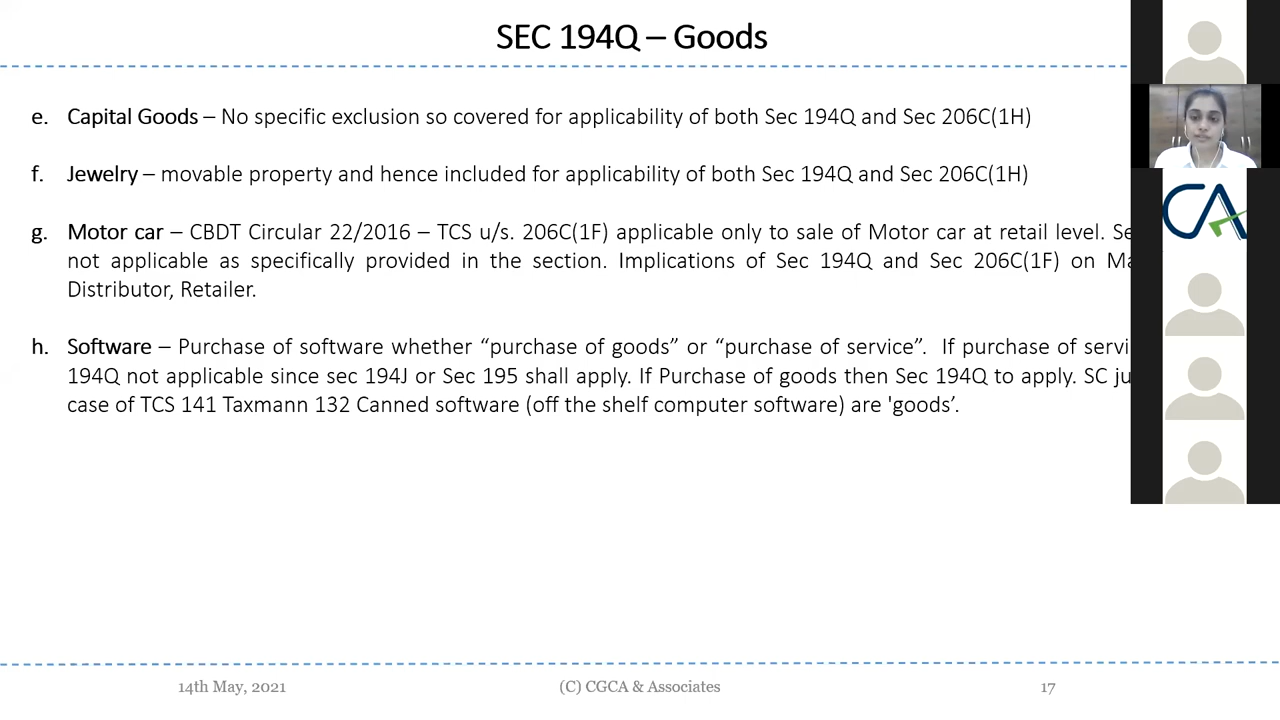 SEC 194Q – Goods
e. Capital Goods – No specific exclusion so covered for applicability of both Sec 194Q and Sec 206C(1H)
f. Jewelry – movable property and hence included for applicability of both Sec 194Q and Sec 206C(1H)
g. Motor car – CBDT Circular 22/2016 – TCS u/s. 206C(1F) applicable only to sale of Motor car at retail level.
not applicable as specifically provided in the section. Implications of Sec 194Q and Sec 206C(1F) on
Distributor, Retailer.
h. Software – Purchase of software whether “purchase of goods” or “purchase of service”. If purchase of
194Q not applicable since sec 194J or Sec 195 shall apply. If Purchase of goods then Sec 194Q to apply. SC
case of TCS 141 Taxmann 132 Canned software (off the shelf computer software) are 'goods’.
CA
14th May, 2021
(C) CGCA & Associates
17